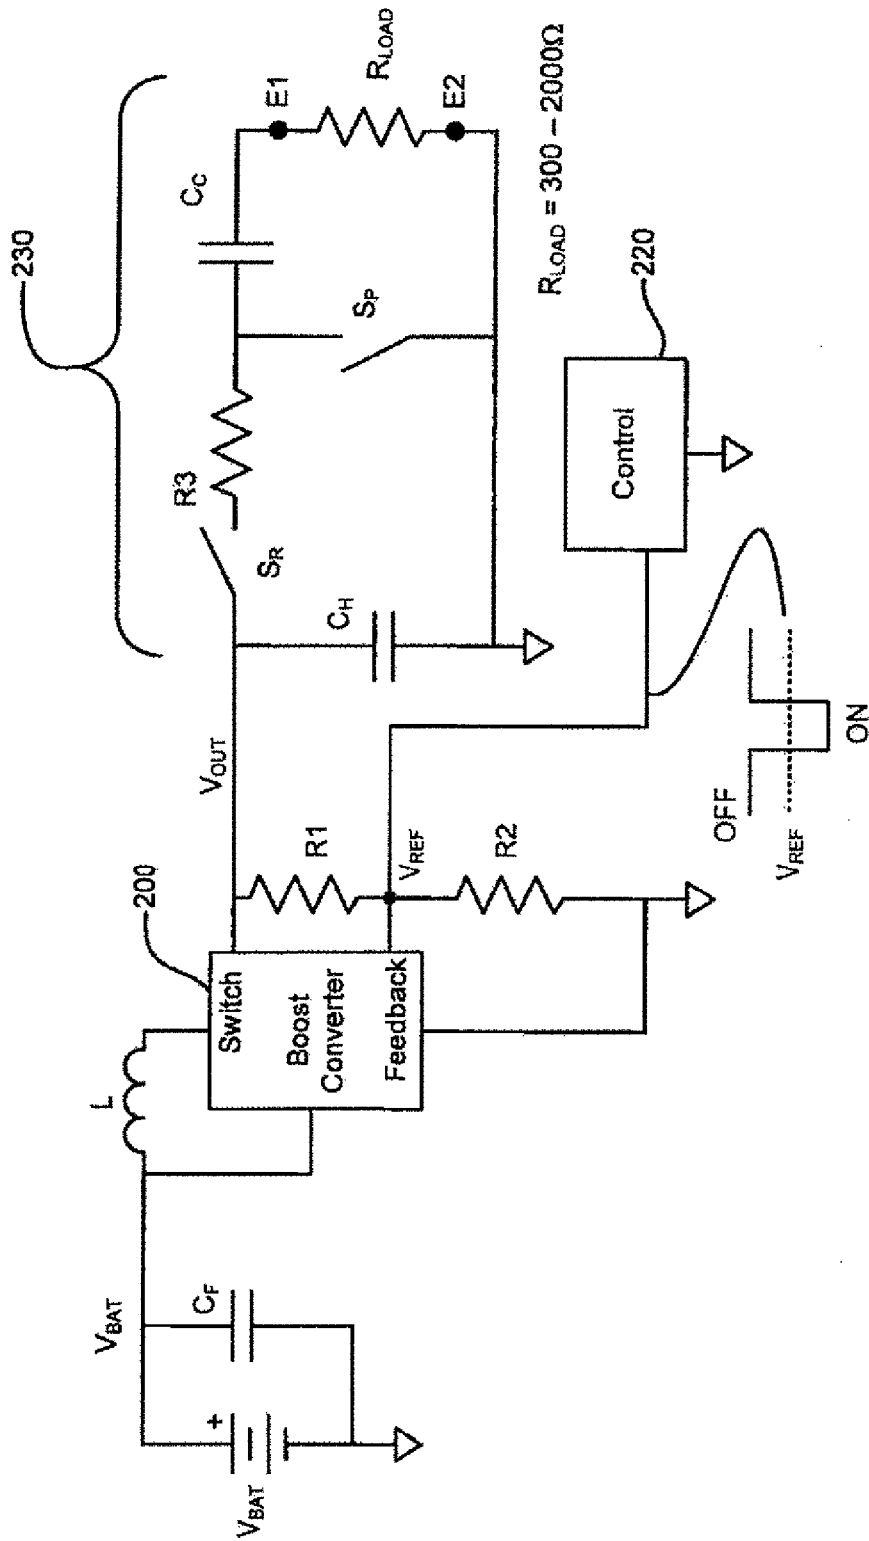 230
200
V_BAT
L
Switch
Boost
Converter
Feedback
V_OUT
R1
V_REF
R2
S_R
R3
C_H
S_P
C_C
E1
R_LOAD
E2
R_LOAD = 300 – 2000Ω
C_F
+
V_BAT
Control
220
OFF
V_REF
ON